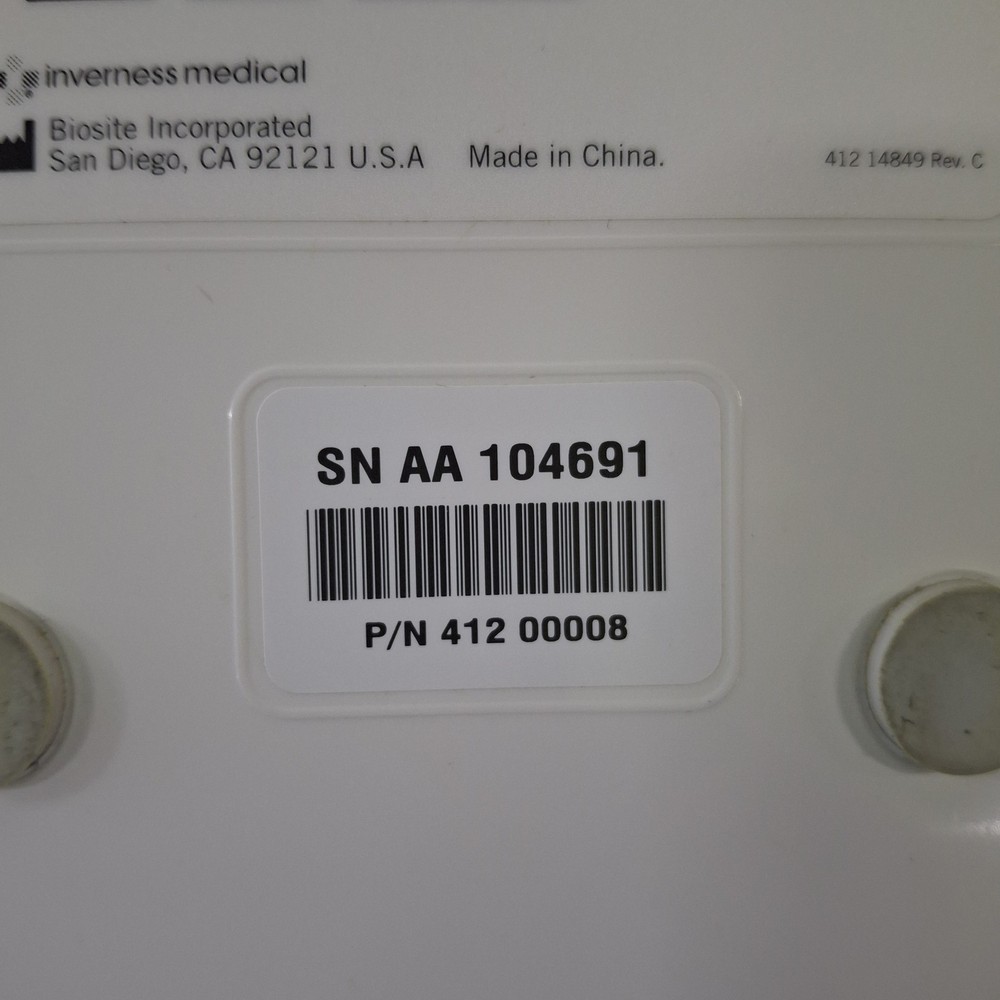 inverness medical
Biosite Incorporated
San Diego, CA 92121 U.S.A Made in China.
412 14849 Rev. C
SN AA 104691
P/N 412 00008